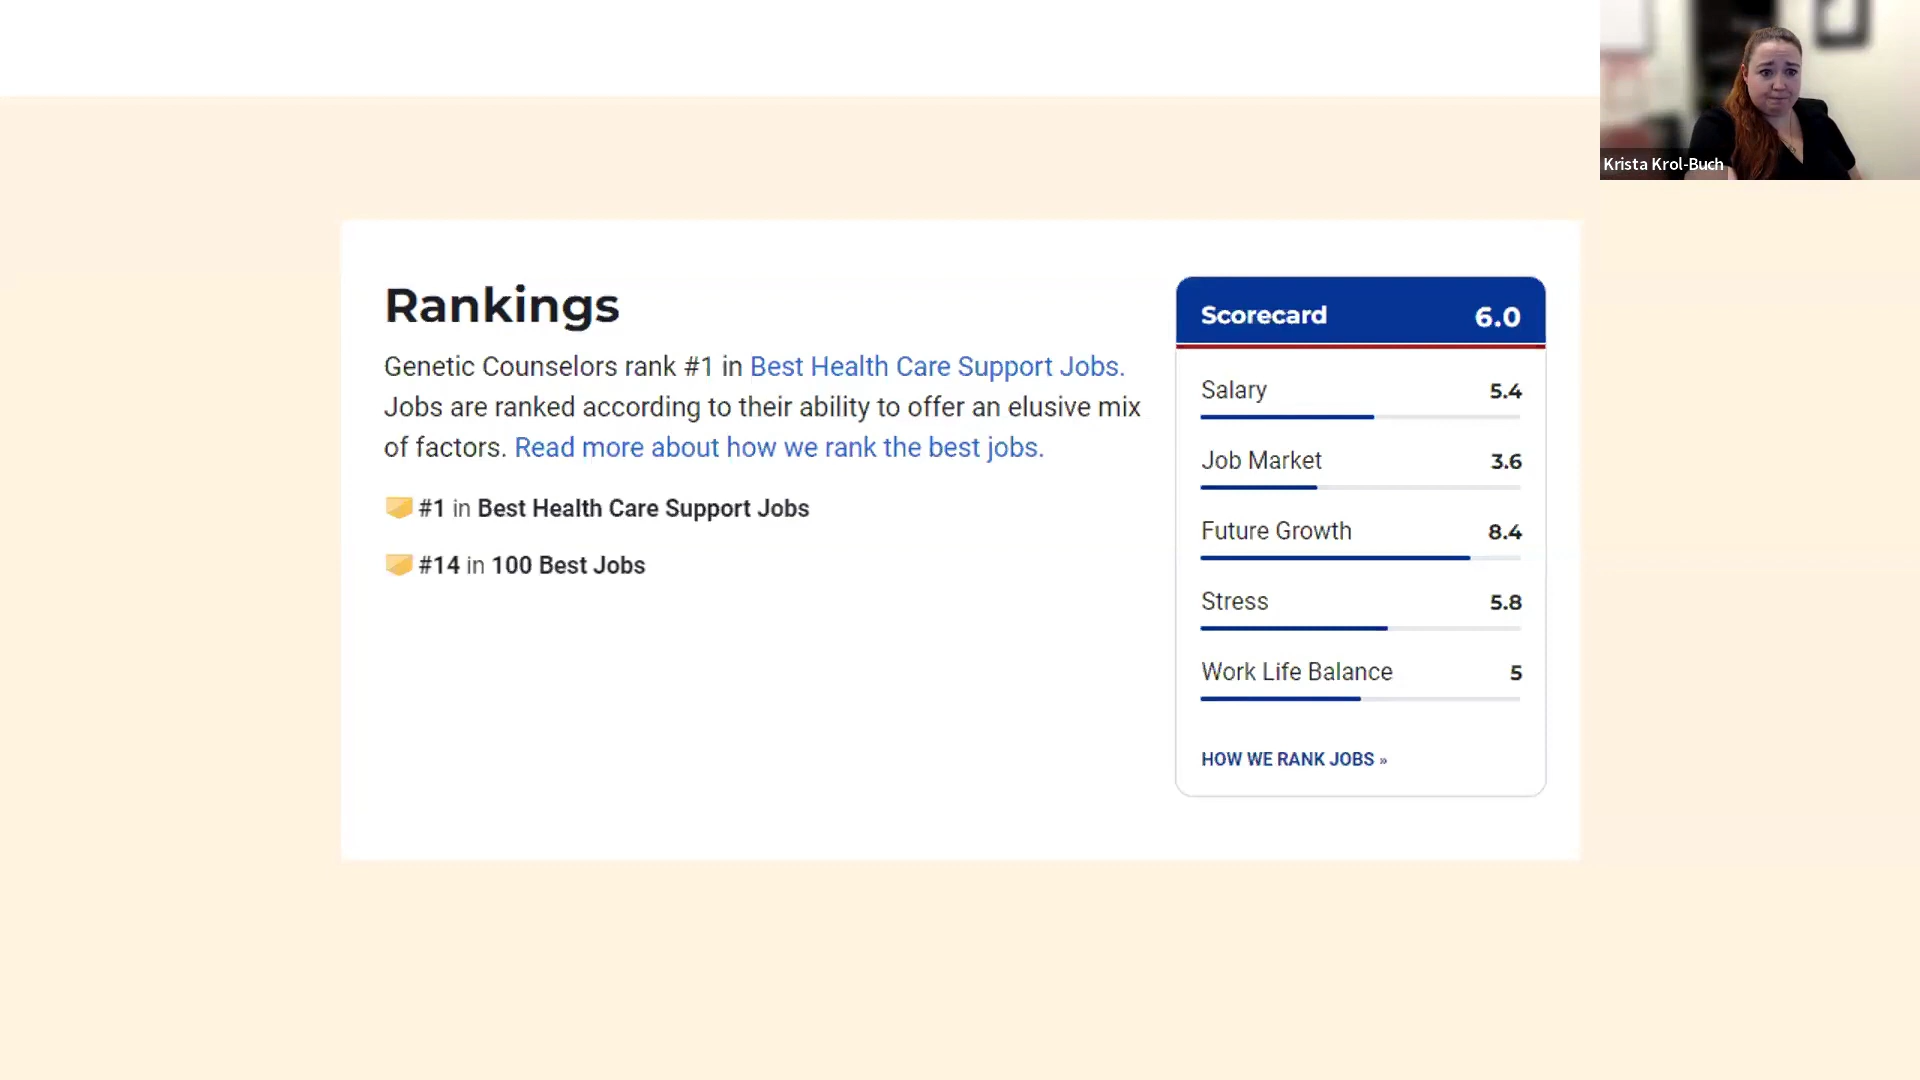 Krista Krol-Buch
Rankings
Genetic Counselors rank #1 in Best Health Care Support Jobs.
Jobs are ranked according to their ability to offer an elusive mix
of factors. Read more about how we rank the best jobs.
#1 in Best Health Care Support Jobs
#14 in 100 Best Jobs
Scorecard 6.0
Salary 5.4
Job Market 3.6
Future Growth 8.4
Stress 5.8
Work Life Balance 5
HOW WE RANK JOBS »